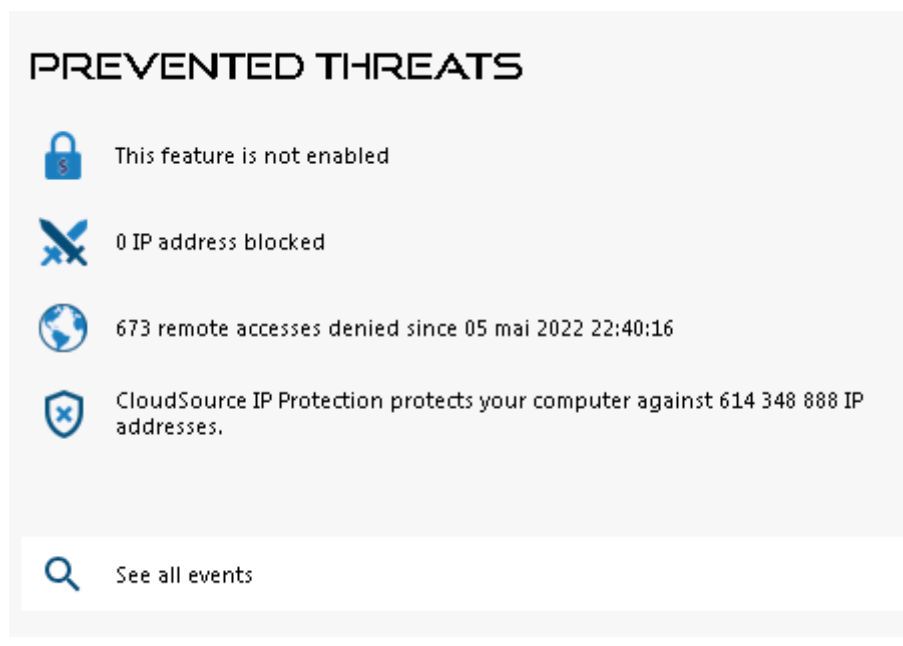 PREVENTED THREATS
This feature is not enabled
0 IP address blocked
673 remote accesses denied since 05 mai 2022 22:40:16
CloudSource IP Protection protects your computer against 614 348 888 IP
addresses.
See all events